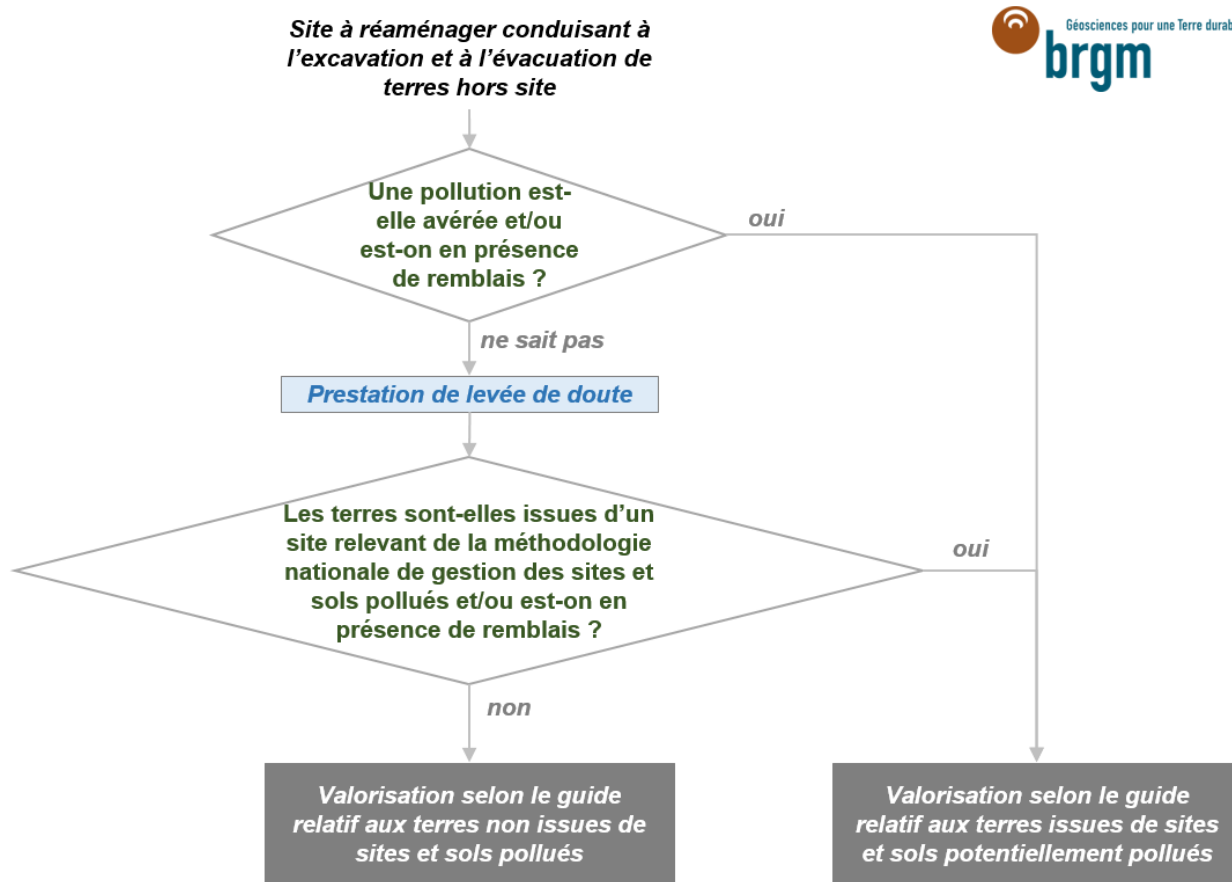 Site à réaménager conduisant à
l'excavation et à l'évacuation de
terres hors site
Géosciences pour une Terre durab
brgm
Une pollution est-
elle avérée et/ou
est-on en présence
de remblais ?
oui
ne sait pas
Prestation de levée de doute
Les terres sont-elles issues d'un
site relevant de la méthodologie
nationale de gestion des sites et
sols pollués et/ou est-on en
présence de remblais ?
oui
non
Valorisation selon le guide
relatif aux terres non issues de
sites et sols pollués
Valorisation selon le guide
relatif aux terres issues de sites
et sols potentiellement pollués